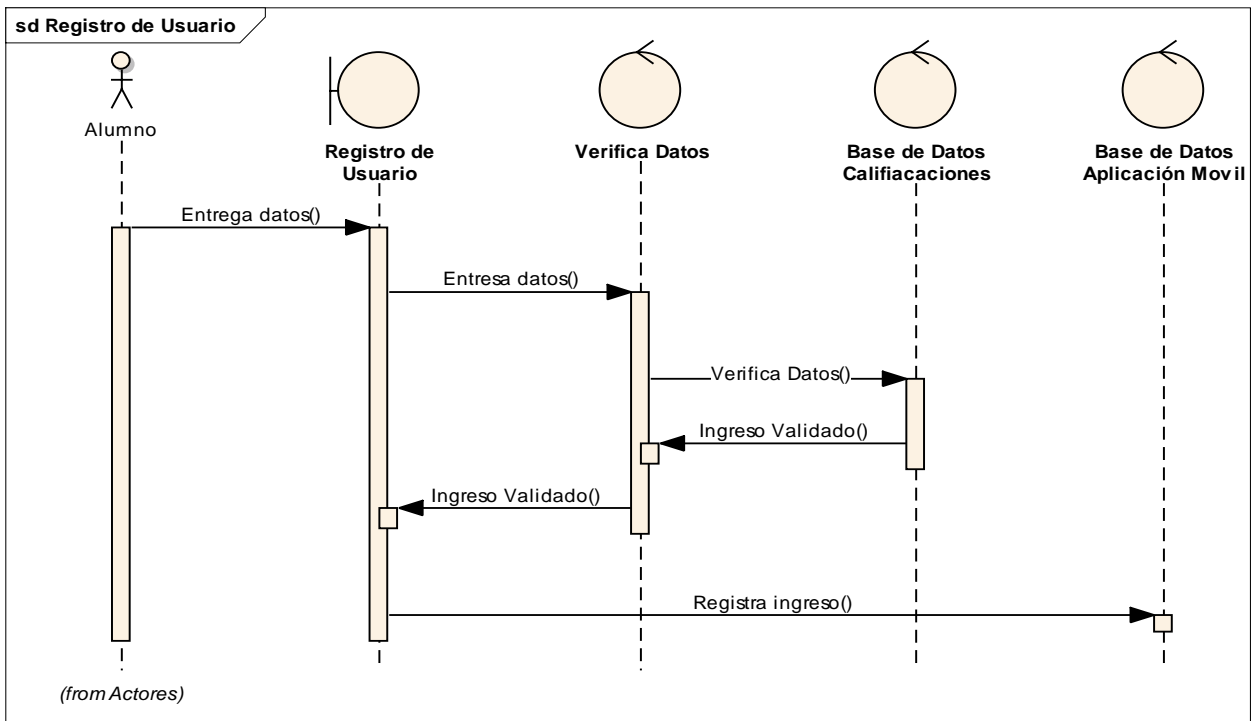 sd Registro de Usuario
Alumno
Registro de
Usuario
Verifica Datos
Base de Datos
Califiacaciones
Base de Datos
Aplicación Movil
Entrega datos()
Entresa datos()
Verifica Datos()
Ingreso Validado()
Ingreso Validado()
Registra ingreso()
(from Actores)